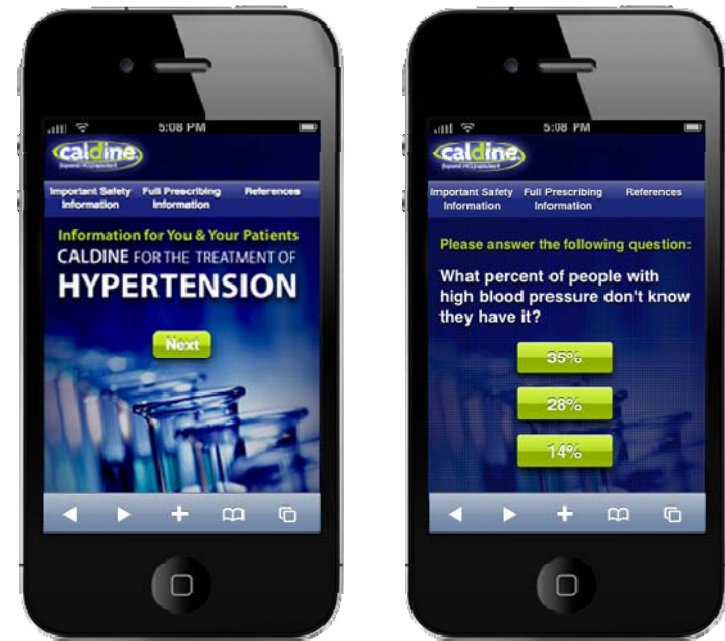 5:08 PM
caldine
Important Safety Information
Full Prescribing Information
References
Information for You & Your Patients
CALDINE FOR THE TREATMENT OF
HYPERTENSION
Next
5:08 PM
caldine
Important Safety Information
Full Prescribing Information
References
Please answer the following question:
What percent of people with
high blood pressure don't know
they have it?
35%
28%
14%